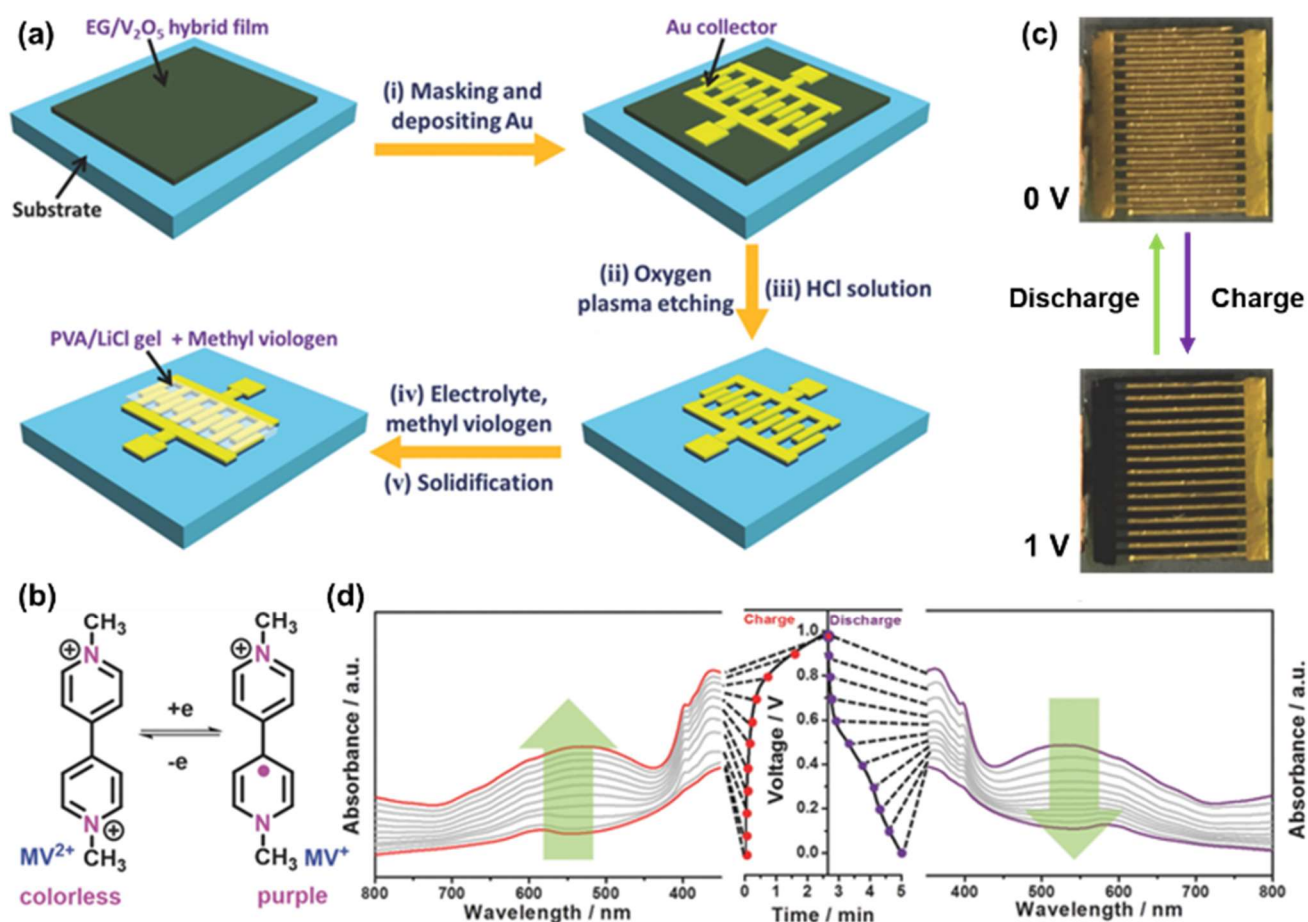 (a)
EG/V₂O₅ hybrid film
Substrate
(i) Masking and
depositing Au
Au collector
(ii) Oxygen
plasma etching
(iii) HCl solution
PVA/LiCl gel + Methyl viologen
(iv) Electrolyte,
methyl viologen
(v) Solidification
(c)
0 V
Discharge
Charge
1 V
(b)
CH₃
N
+e
-e
N
CH₃
MV²⁺
colorless
CH₃
N
N
CH₃
MV⁺
purple
(d)
Absorbance / a.u.
800 700 600 500 400
Wavelength / nm
Charge
Discharge
Voltage / V
1.0
0.8
0.6
0.4
0.2
0.0
0 1 2 3 4 5
Time / min
400 500 600 700 800
Wavelength / nm
Absorbance / a.u.